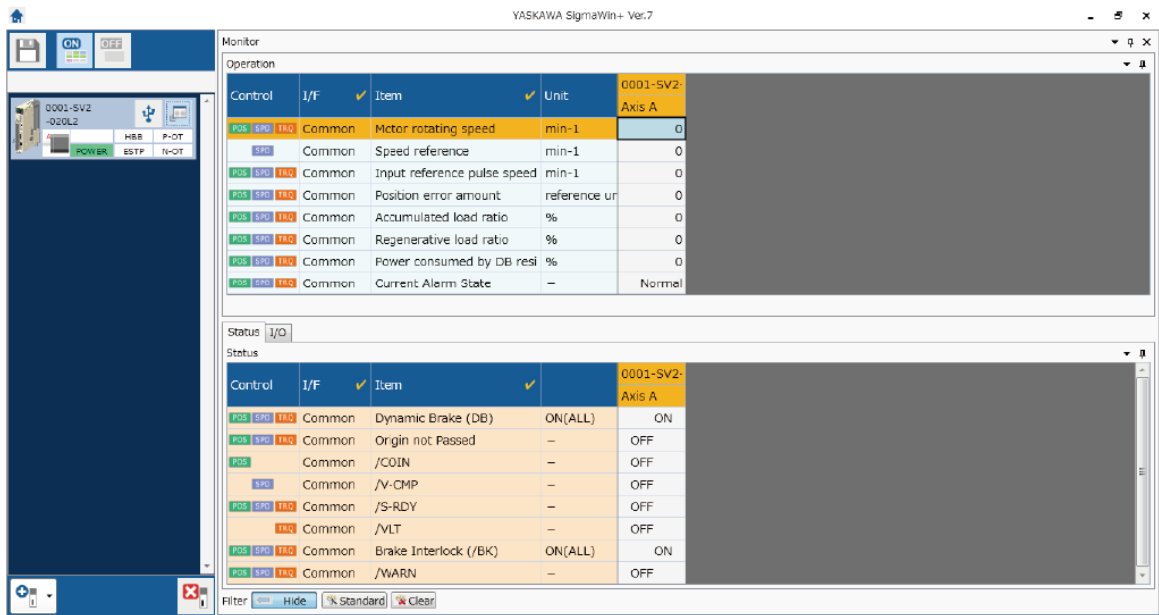 YASKAWA SigmaWin+ Ver.7
ON OFF
0001-SV2
-020L2
HBB P-OT
POWER ESTP N-OT
Monitor
Operation
Control I/F Item Unit 0001-SV2-
Axis A
POS SPD TRQ Common Motor rotating speed min-1 0
SPD Common Speed reference min-1 0
POS SPD TRQ Common Input reference pulse speed min-1 0
POS SPD TRQ Common Position error amount reference ur 0
POS SPD TRQ Common Accumulated load ratio % 0
POS SPD TRQ Common Regenerative load ratio % 0
POS SPD TRQ Common Power consumed by DB resi % 0
POS SPD TRQ Common Current Alarm State − Normal
Status I/O
Status
Control I/F Item 0001-SV2-
Axis A
POS SPD TRQ Common Dynamic Brake (DB) ON(ALL) ON
POS SPD TRQ Common Origin not Passed − OFF
POS Common /COIN − OFF
SPD Common /V-CMP − OFF
POS SPD TRQ Common /S-RDY − OFF
TRQ Common /VLT − OFF
POS SPD TRQ Common Brake Interlock (/BK) ON(ALL) ON
POS SPD TRQ Common /WARN − OFF
Filter Hide Standard Clear